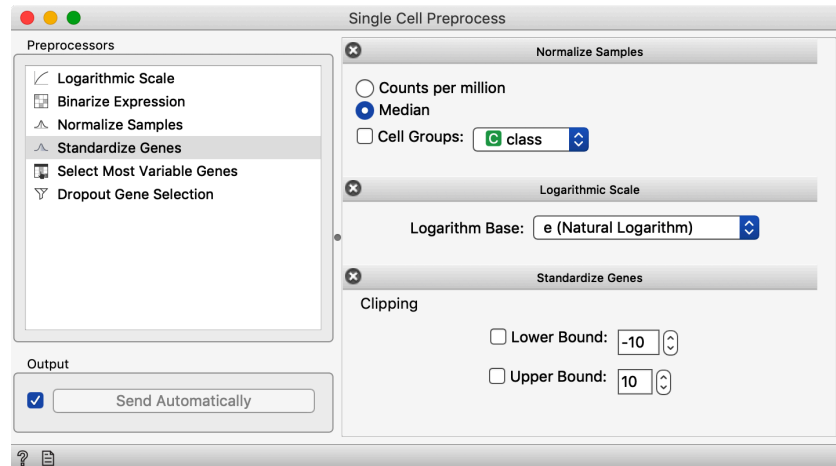 Single Cell Preprocess
Preprocessors
Logarithmic Scale
Binarize Expression
Normalize Samples
Standardize Genes
Select Most Variable Genes
Dropout Gene Selection
Output
Send Automatically
Normalize Samples
Counts per million
Median
Cell Groups: C class
Logarithmic Scale
Logarithm Base: e (Natural Logarithm)
Standardize Genes
Clipping
Lower Bound: -10
Upper Bound: 10
?